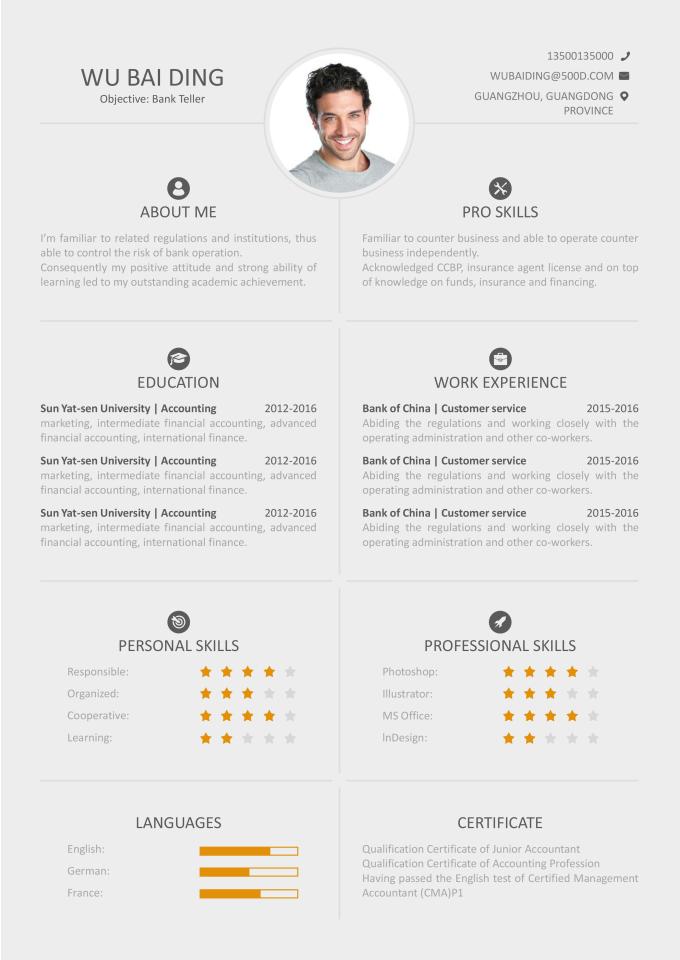 WU BAI DING
Objective: Bank Teller
13500135000
WUBAIDING@500D.COM
GUANGZHOU, GUANGDONG
PROVINCE
ABOUT ME
I'm familiar to related regulations and institutions, thus
able to control the risk of bank operation.
Consequently my positive attitude and strong ability of
learning led to my outstanding academic achievement.
PRO SKILLS
Familiar to counter business and able to operate counter
business independently.
Acknowledged CCBP, insurance agent license and on top
of knowledge on funds, insurance and financing.
EDUCATION
Sun Yat-sen University | Accounting 2012-2016
marketing, intermediate financial accounting, advanced
financial accounting, international finance.
Sun Yat-sen University | Accounting 2012-2016
marketing, intermediate financial accounting, advanced
financial accounting, international finance.
Sun Yat-sen University | Accounting 2012-2016
marketing, intermediate financial accounting, advanced
financial accounting, international finance.
WORK EXPERIENCE
Bank of China | Customer service 2015-2016
Abiding the regulations and working closely with the
operating administration and other co-workers.
Bank of China | Customer service 2015-2016
Abiding the regulations and working closely with the
operating administration and other co-workers.
Bank of China | Customer service 2015-2016
Abiding the regulations and working closely with the
operating administration and other co-workers.
PERSONAL SKILLS
Responsible:
Organized:
Cooperative:
Learning:
PROFESSIONAL SKILLS
Photoshop:
Illustrator:
MS Office:
lnDesign:
LANGUAGES
English:
German:
France:
CERTIFICATE
Qualification Certificate of Junior Accountant
Qualification Certificate of Accounting Profession
Having passed the English test of Certified Management
Accountant (CMA)P1